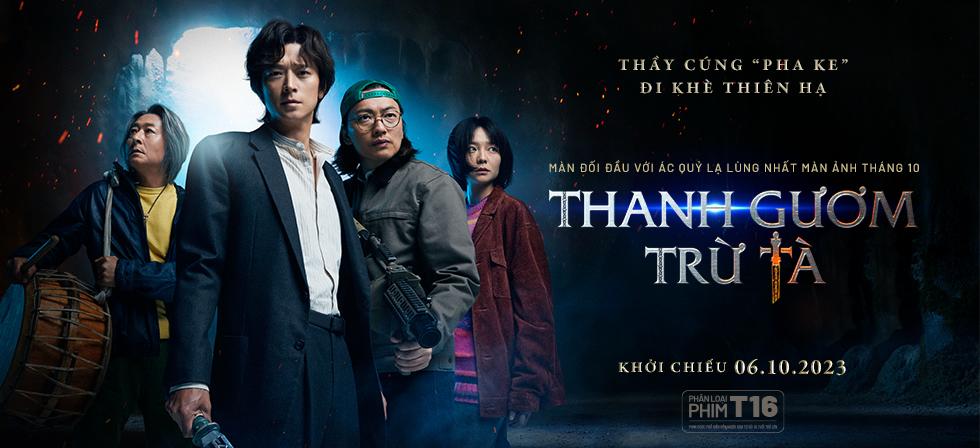 THẦY CÚNG “PHA KE”
ĐI KHÈ THIÊN HẠ
MÀN ĐỐI ĐẦU VỚI ÁC QUỶ LẠ LÙNG NHẤT MÀN ẢNH THÁNG 10
THANH GƯƠM
TRỪ TÀ
KHỞI CHIẾU 06.10.2023
PHÂN LOẠI
PHIM T16